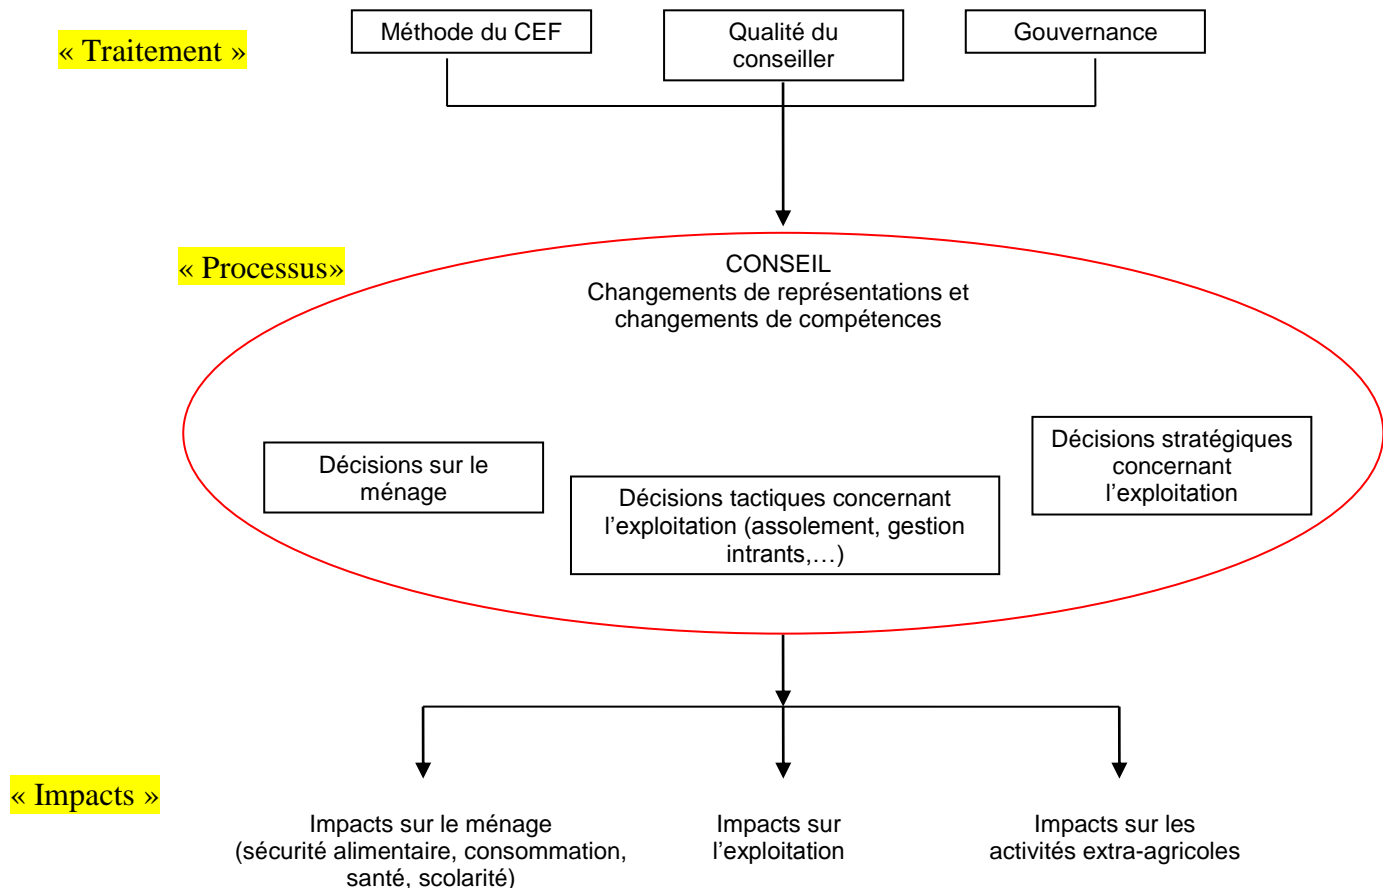 « Traitement »
Méthode du CEF
Qualité du
conseiller
Gouvernance
« Processus»
CONSEIL
Changements de représentations et
changements de compétences
Décisions sur le
ménage
Décisions tactiques concernant
l’exploitation (assolement, gestion
intrants,…)
Décisions stratégiques
concernant
l’exploitation
« Impacts »
Impacts sur le ménage
(sécurité alimentaire, consommation,
santé, scolarité)
Impacts sur
l’exploitation
Impacts sur les
activités extra-agricoles